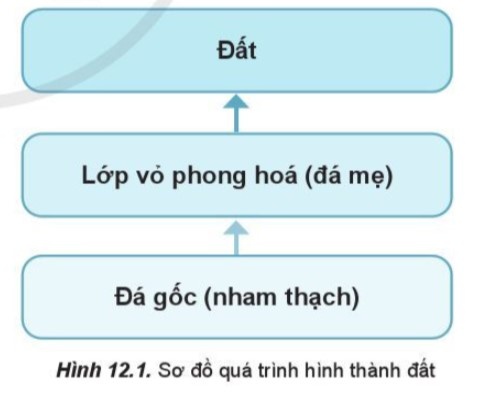 Đất
Lớp vỏ phong hoá (đá mẹ)
Đá gốc (nham thạch)
Hình 12.1. Sơ đồ quá trình hình thành đất